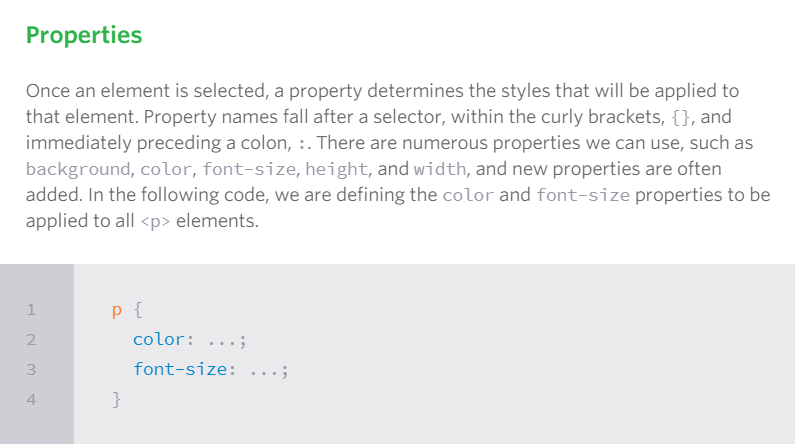 Properties
Once an element is selected, a property determines the styles that will be applied to
that element. Property names fall after a selector, within the curly brackets, {}, and
immediately preceding a colon, :. There are numerous properties we can use, such as
background, color, font-size, height, and width, and new properties are often
added. In the following code, we are defining the color and font-size properties to be
applied to all <p> elements.
1 p {
2 color: ...;
3 font-size: ...;
4 }